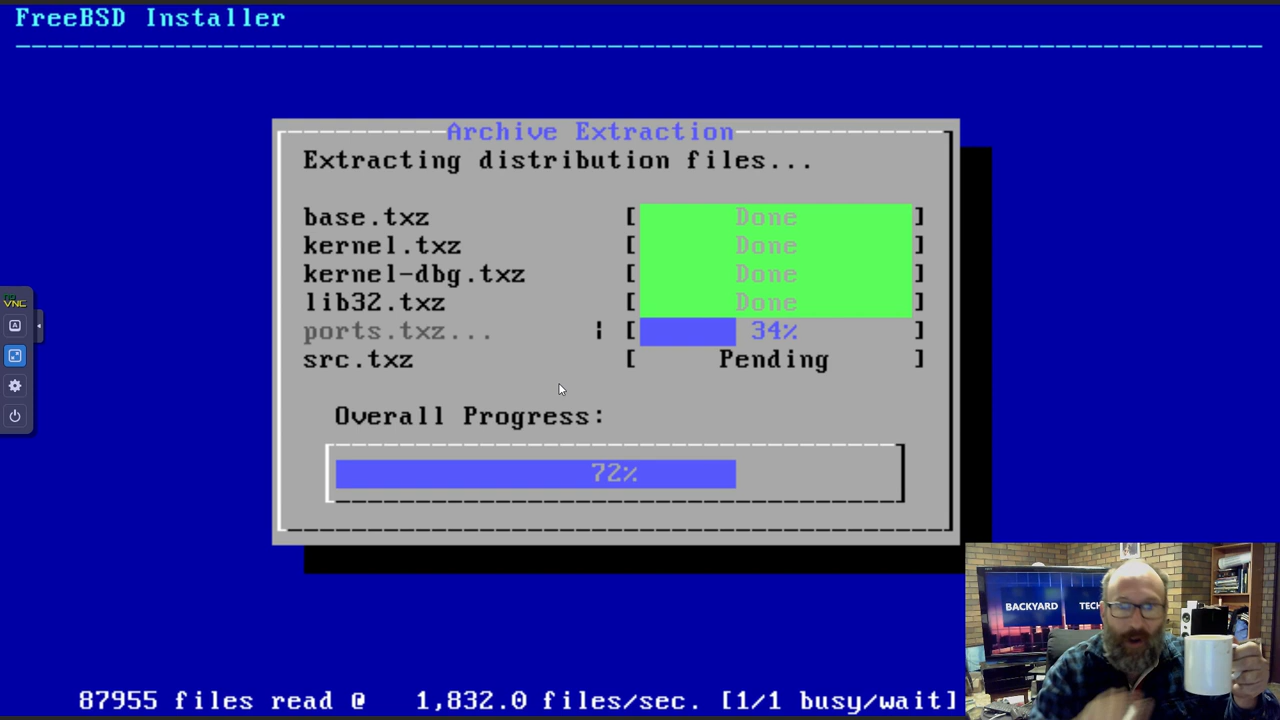 FreeBSD Installer
Archive Extraction
Extracting distribution files...
base.txz [ Done ]
kernel.txz [ Done ]
kernel-dbg.txz [ Done ]
lib32.txz [ Done ]
ports.txz... | [ 34% ]
src.txz [ Pending ]
Overall Progress:
72%
87955 files read @ 1,832.0 files/sec. [1/1 busy/wait]
VNC
A
BACKYARD TECH